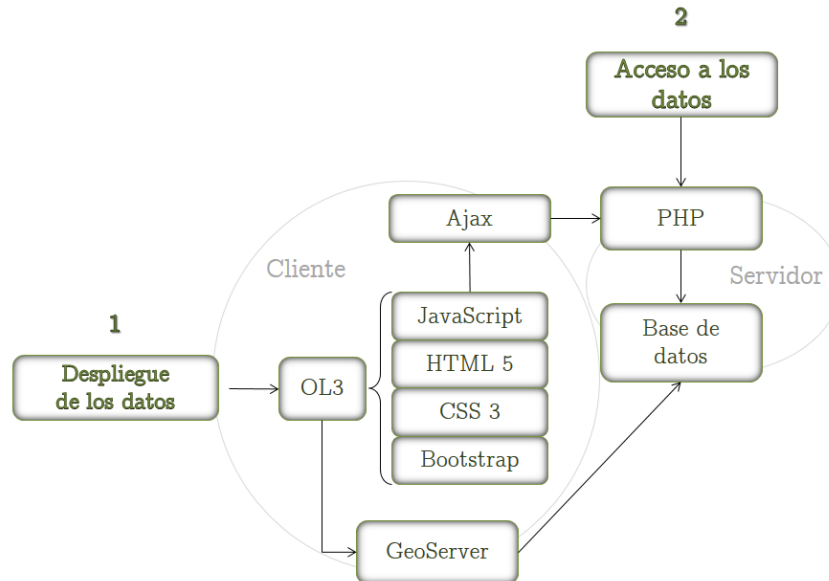 2
Acceso a los
datos
Ajax
PHP
Cliente
Servidor
JavaScript
1
Base de
datos
HTML 5
Despliegue
de los datos
OL3
CSS 3
Bootstrap
GeoServer